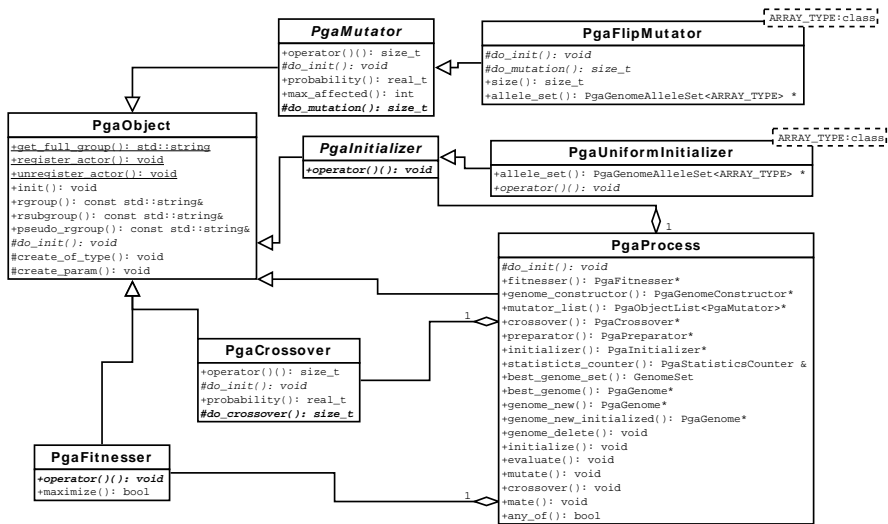 PgaMutator
+operator()(): size_t
#do_init(): void
+probability(): real_t
+max_affected(): int
#do_mutation(): size_t
ARRAY_TYPE:class
PgaFlipMutator
#do_init(): void
#do_mutation(): size_t
+size(): size_t
+allele_set(): PgaGenomeAlleleSet<ARRAY_TYPE> *
PgaObject
+get_full_group(): std::string
+register_actor(): void
+unregister_actor(): void
+init(): void
+rgroup(): const std::string&
+rsubgroup(): const std::string&
+pseudo_rgroup(): const std::string&
#do_init(): void
#create_of_type(): void
#create_param(): void
PgaInitializer
+operator()(): void
ARRAY_TYPE:class
PgaUniformInitializer
+allele_set(): PgaGenomeAlleleSet<ARRAY_TYPE> *
+operator()(): void
1
PgaProcess
#do_init(): void
+fitnesser(): PgaFitnesser*
+genome_constructor(): PgaGenomeConstructor*
+mutator_list(): PgaObjectList<PgaMutator>*
+crossover(): PgaCrossover*
+preparator(): PgaPreparator*
+initializer(): PgaInitializer*
+statisticts_counter(): PgaStatisticsCounter &
+best_genome_set(): GenomeSet
+best_genome(): PgaGenome*
+genome_new(): PgaGenome*
+genome_new_initialized(): PgaGenome*
+genome_delete(): void
+initialize(): void
+evaluate(): void
+mutate(): void
+crossover(): void
+mate(): void
+any_of(): bool
1
PgaCrossover
+operator()(): size_t
#do_init(): void
+probability(): real_t
#do_crossover(): size_t
PgaFitnesser
+operator()(): void
+maximize(): bool
1